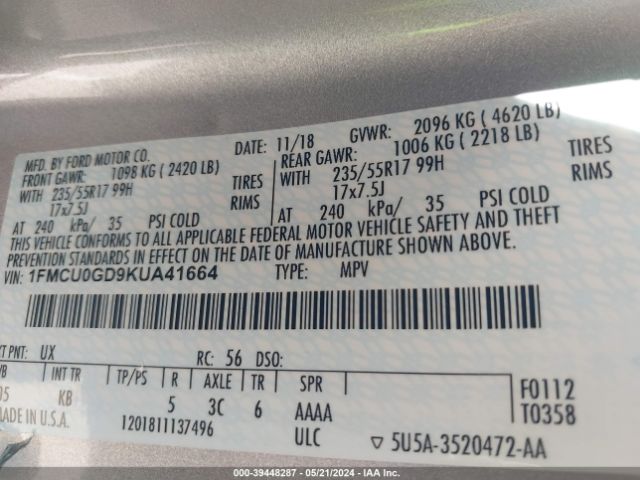 MFD. BY FORD MOTOR CO. DATE: 11/18 GVWR: 2096 KG ( 4620 LB)
FRONT GAWR: 1098 KG ( 2420 LB) REAR GAWR: 1006 KG ( 2218 LB)
WITH 235/55R17 99H TIRES WITH 235/55R17 99H TIRES
17x7.5J RIMS 17x7.5J RIMS
AT 240 kPa/ 35 PSI COLD AT 240 kPa/ 35 PSI COLD
THIS VEHICLE CONFORMS TO ALL APPLICABLE FEDERAL MOTOR VEHICLE SAFETY AND THEFT
PREVENTION STANDARDS IN EFFECT ON THE DATE OF MANUFACTURE SHOWN ABOVE.
VIN: 1FMCU0GD9KUA41664 TYPE: MPV
PNT: UX RC: 56 DSO:
INT TR TP/PS R AXLE TR SPR F0112
KB 5 3C 6 AAAA T0358
MADE IN U.S.A. 1201811137496 ULC ▽ 5U5A-3520472-AA
000-39448287 - 05/21/2024 - IAA, Inc.